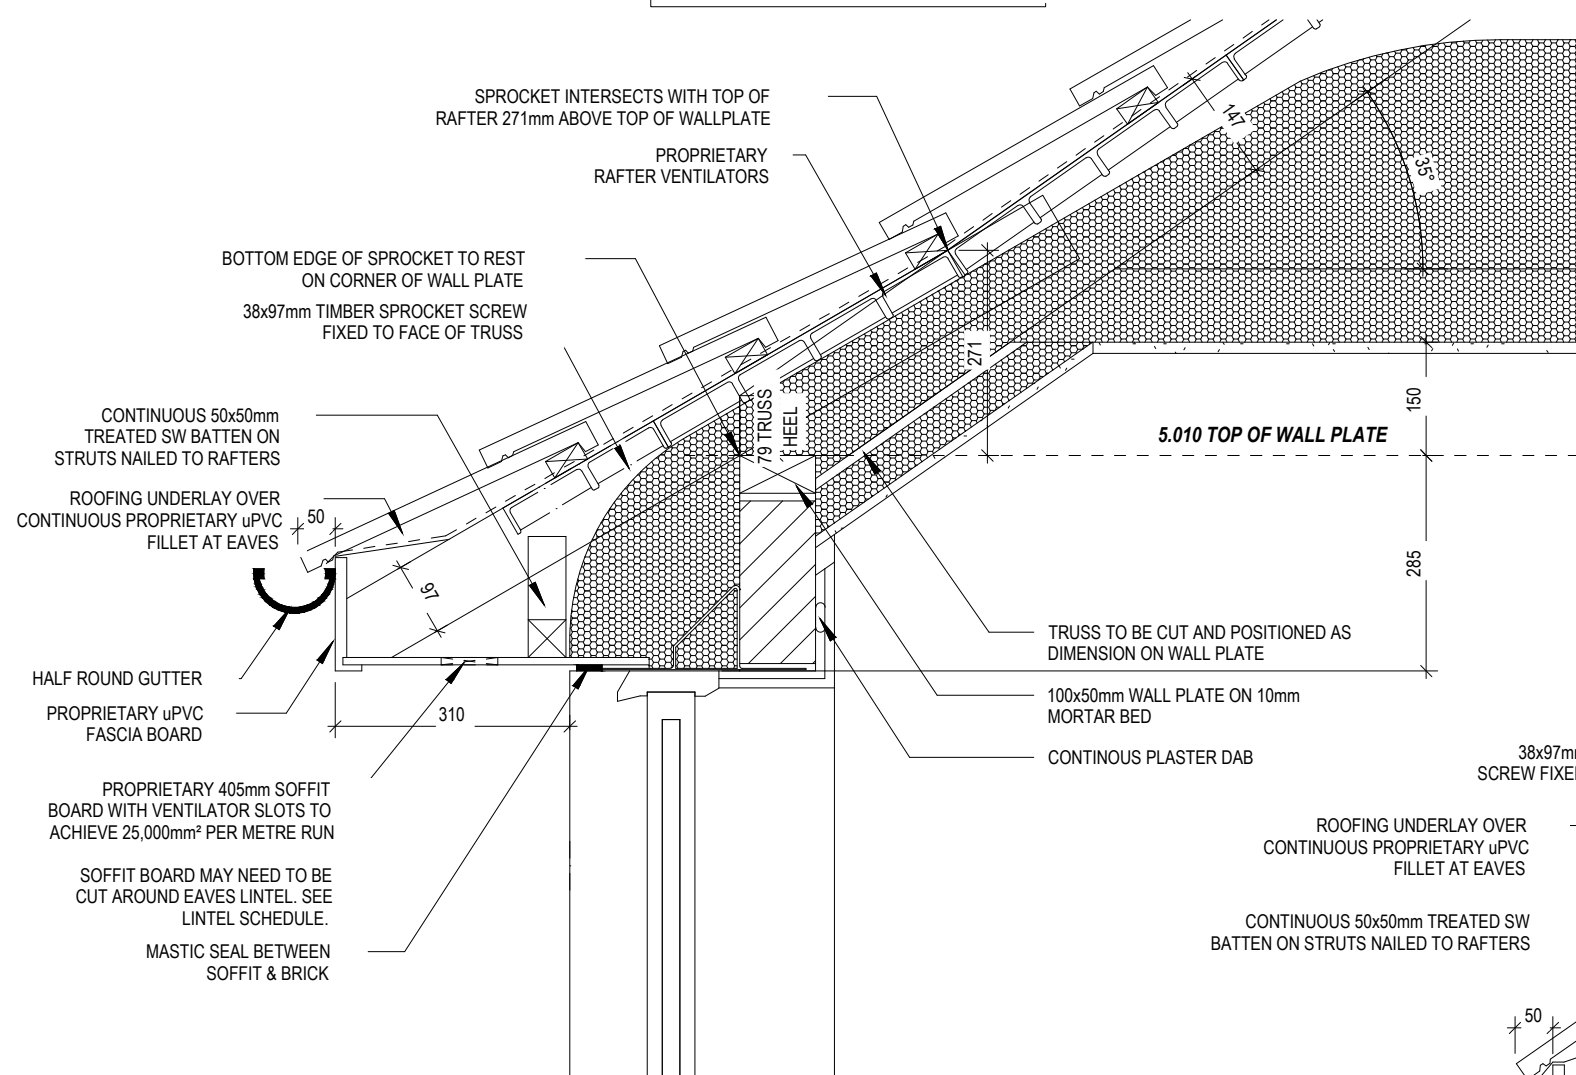 SPROCKET INTERSECTS WITH TOP OF
RAFTER 271mm ABOVE TOP OF WALLPLATE
PROPRIETARY
RAFTER VENTILATORS
BOTTOM EDGE OF SPROCKET TO REST
ON CORNER OF WALL PLATE
38x97mm TIMBER SPROCKET SCREW
FIXED TO FACE OF TRUSS
CONTINUOUS 50x50mm
TREATED SW BATTEN ON
STRUTS NAILED TO RAFTERS
ROOFING UNDERLAY OVER
CONTINUOUS PROPRIETARY uPVC
FILLET AT EAVES
50
97
HALF ROUND GUTTER
PROPRIETARY uPVC
FASCIA BOARD
310
PROPRIETARY 405mm SOFFIT
BOARD WITH VENTILATOR SLOTS TO
ACHIEVE 25,000mm² PER METRE RUN
SOFFIT BOARD MAY NEED TO BE
CUT AROUND EAVES LINTEL. SEE
LINTEL SCHEDULE.
MASTIC SEAL BETWEEN
SOFFIT & BRICK
147
35°
271
79 TRUSS
HEEL
150
5.010 TOP OF WALL PLATE
285
TRUSS TO BE CUT AND POSITIONED AS
DIMENSION ON WALL PLATE
100x50mm WALL PLATE ON 10mm
MORTAR BED
CONTINOUS PLASTER DAB
38x97m
SCREW FIXE
ROOFING UNDERLAY OVER
CONTINUOUS PROPRIETARY uPVC
FILLET AT EAVES
CONTINUOUS 50x50mm TREATED SW
BATTEN ON STRUTS NAILED TO RAFTERS
50